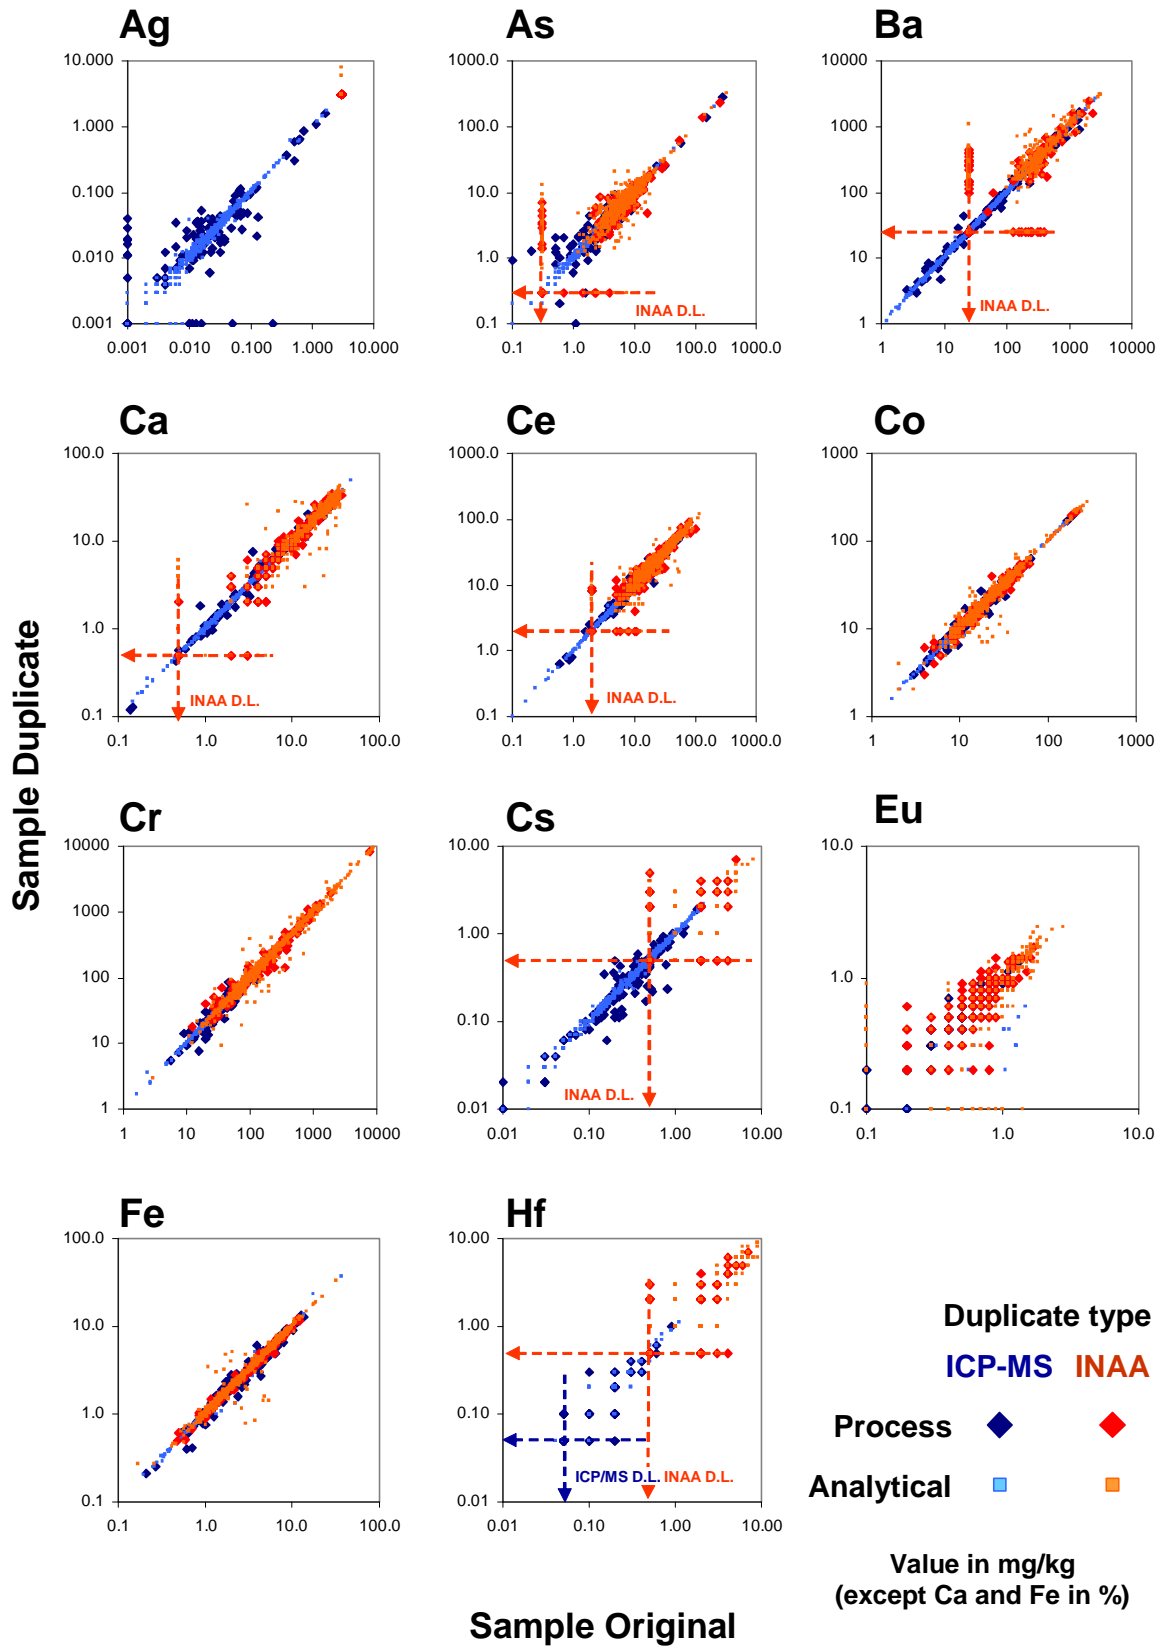 Ag
10.000
1.000
0.100
0.010
0.001
0.001 0.010 0.100 1.000 10.000
As
1000.0
100.0
10.0
1.0
0.1
INAA D.L.
0.1 1.0 10.0 100.0 1000.0
Ba
10000
1000
100
10
1
INAA D.L.
1 10 100 1000 10000
Ca
100.0
10.0
1.0
0.1
INAA D.L.
0.1 1.0 10.0 100.0
Ce
1000.0
100.0
10.0
1.0
0.1
INAA D.L.
0.1 1.0 10.0 100.0 1000.0
Co
1000
100
10
1
1 10 100 1000
Sample Duplicate
Cr
10000
1000
100
10
1
1 10 100 1000 10000
Cs
10.00
1.00
0.10
0.01
INAA D.L.
0.01 0.10 1.00 10.00
Eu
10.0
1.0
0.1
0.1 1.0 10.0
Fe
100.0
10.0
1.0
0.1
0.1 1.0 10.0 100.0
Hf
10.00
1.00
0.10
0.01
ICP/MS D.L. INAA D.L.
0.01 0.10 1.00 10.00
Duplicate type
ICP-MS INAA
Process
Analytical
Value in mg/kg
(except Ca and Fe in %)
Sample Original